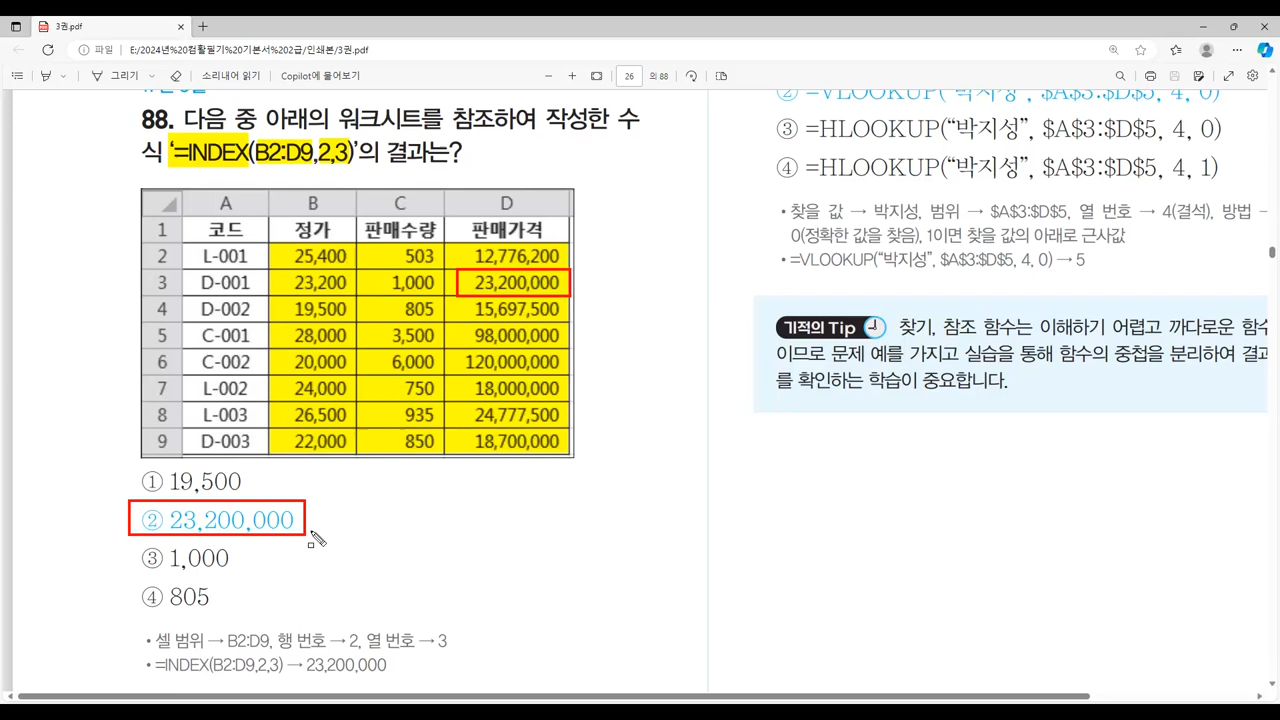 3권.pdf
파일 E:/2024년%20컴활필기%20기본서%202급/인쇄본/3권.pdf
그리기 소리내어 읽기 Copilot에 물어보기 26 의 88
88. 다음 중 아래의 워크시트를 참조하여 작성한 수
식 ‘=INDEX(B2:D9,2,3)’의 결과는?
A B C D
1 코드 정가 판매수량 판매가격
2 L-001 25,400 503 12,776,200
3 D-001 23,200 1,000 23,200,000
4 D-002 19,500 805 15,697,500
5 C-001 28,000 3,500 98,000,000
6 C-002 20,000 6,000 120,000,000
7 L-002 24,000 750 18,000,000
8 L-003 26,500 935 24,777,500
9 D-003 22,000 850 18,700,000
① 19,500
② 23,200,000
③ 1,000
④ 805
• 셀 범위 → B2:D9, 행 번호 → 2, 열 번호 → 3
• =INDEX(B2:D9,2,3) → 23,200,000
② =VLOOKUP(“박지성”, $A$3:$D$5, 4, 0)
③ =HLOOKUP(“박지성”, $A$3:$D$5, 4, 0)
④ =HLOOKUP(“박지성”, $A$3:$D$5, 4, 1)
• 찾을 값 → 박지성, 범위 → $A$3:$D$5, 열 번호 → 4(결석), 방법 →
0(정확한 값을 찾음), 1이면 찾을 값의 아래로 근사값
• =VLOOKUP(“박지성”, $A$3:$D$5, 4, 0) → 5
기적의 Tip 찾기, 참조 함수는 이해하기 어렵고 까다로운 함수
이므로 문제 예를 가지고 실습을 통해 함수의 중첩을 분리하여 결과
를 확인하는 학습이 중요합니다.